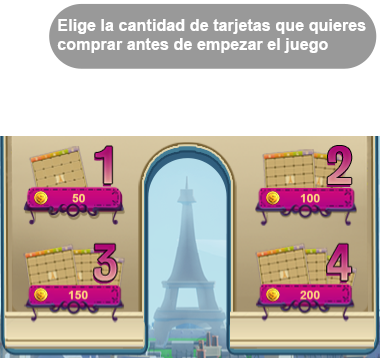 Elige la cantidad de tarjetas que quieres
comprar antes de empezar el juego
1 2
50 100
3 4
150 200